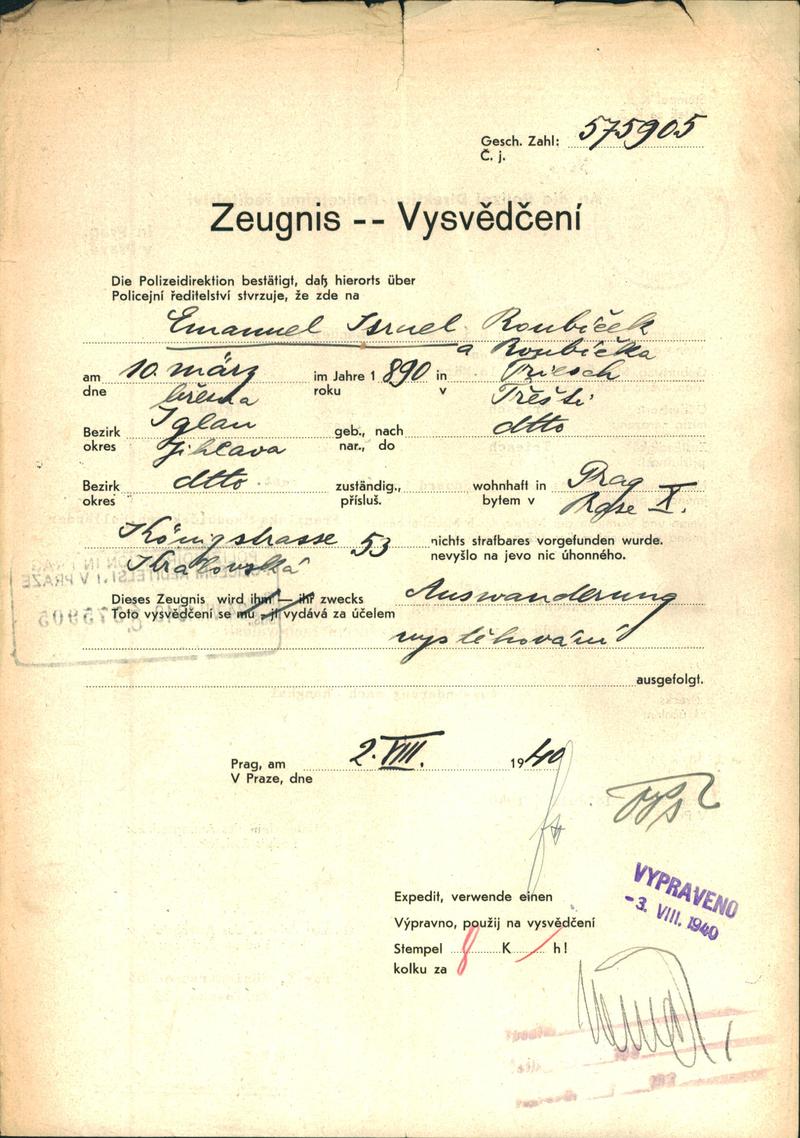 Gesch. Zahl: 575905
Č. j.
Zeugnis -- Vysvědčení
Die Polizeidirektion bestätigt, daß hierorts über
Policejní ředitelství stvrzuje, že zde na
Emanuel Israel Roubíček
a Roubíčka
am 10. märz im Jahre 1 890 in Triesch
dne března roku v Třešti
Bezirk Iglau geb., nach dtto
okres Jihlava nar., do
Bezirk dtto zuständig., wohnhaft in Prag
okres přísluš. bytem v Praze X.
Königstrasse 53 nichts strafbares vorgefunden wurde.
Královská nevyšlo na jevo nic úhonného.
Dieses Zeugnis wird ihm — ihr zwecks Auswanderung
Toto vysvědčení se mu — jí vydává za účelem
vystěhování
ausgefolgt.
Prag, am 2. VIII. 1940
V Praze, dne
Expedit, verwende einen
Výpravno, použij na vysvědčení
Stempel 8 K h!
kolku za
VYPRAVENO
-3. VIII. 1940